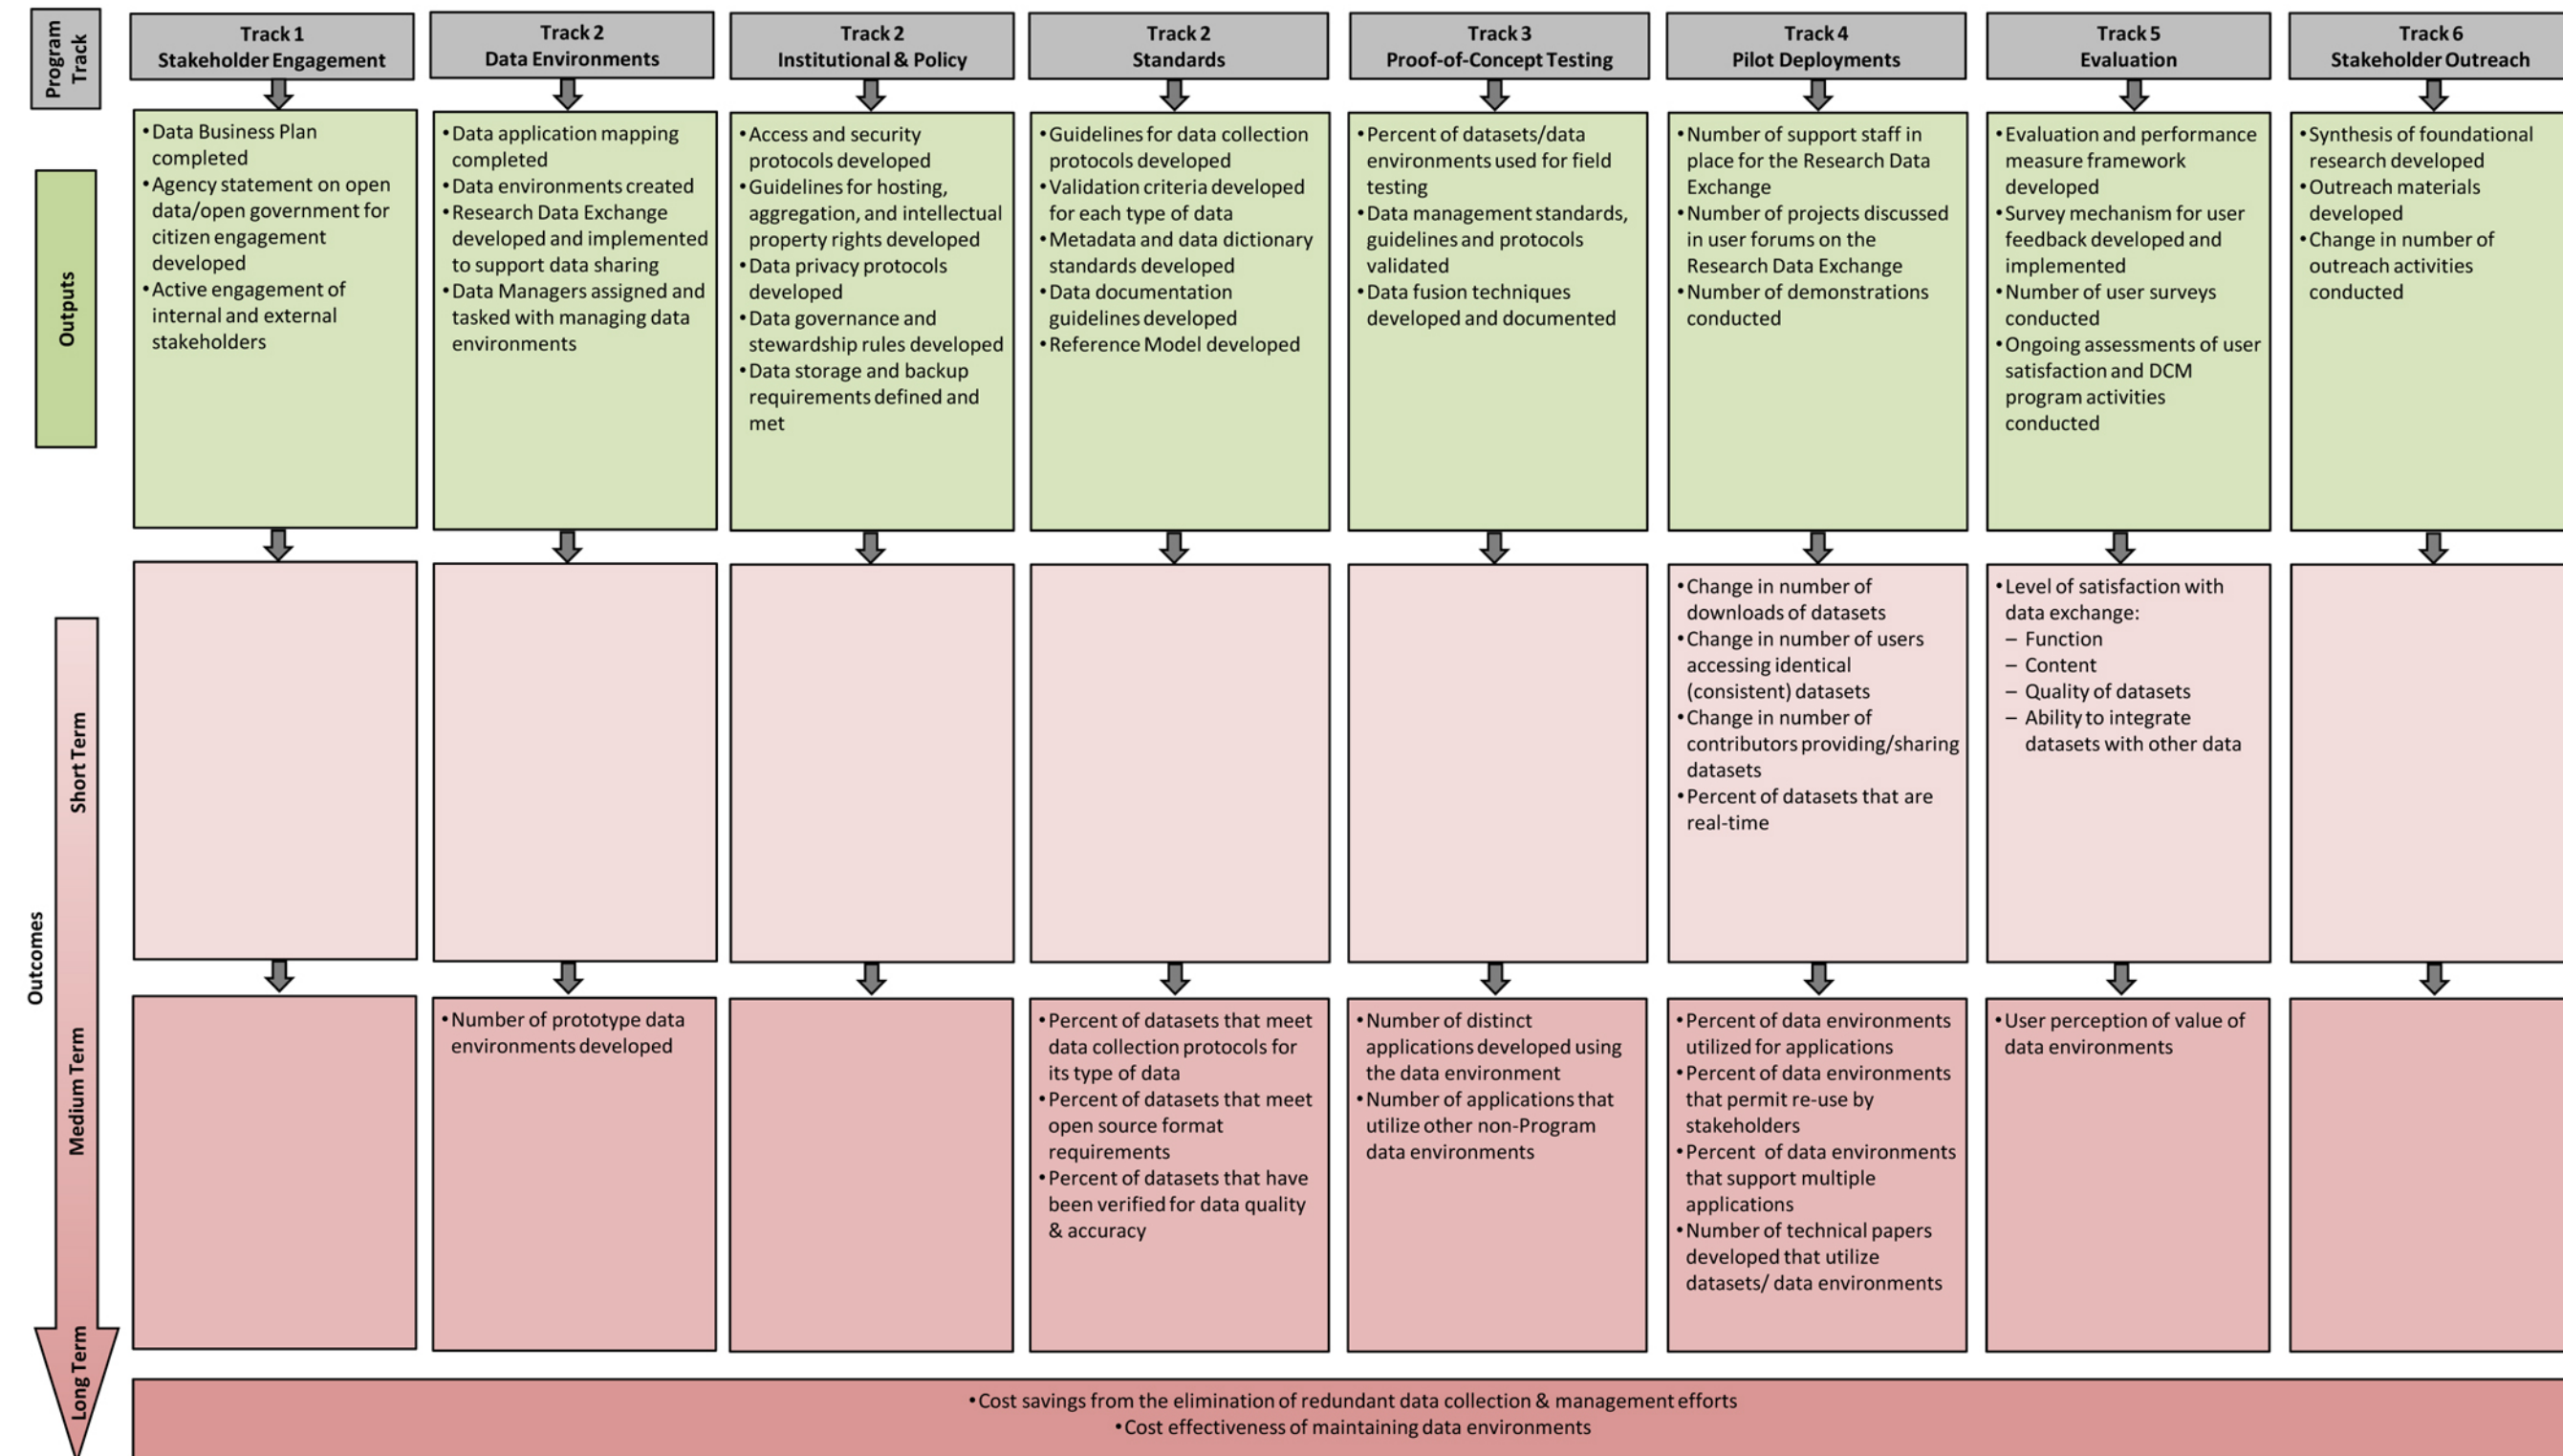 Program
Track
Track 1
Stakeholder Engagement
Track 2
Data Environments
Track 2
Institutional & Policy
Track 2
Standards
Track 3
Proof-of-Concept Testing
Track 4
Pilot Deployments
Track 5
Evaluation
Track 6
Stakeholder Outreach
Outputs
•Data Business Plan
completed
•Agency statement on open
data/open government for
citizen engagement
developed
•Active engagement of
internal and external
stakeholders
•Data application mapping
completed
•Data environments created
•Research Data Exchange
developed and implemented
to support data sharing
•Data Managers assigned and
tasked with managing data
environments
•Access and security
protocols developed
•Guidelines for hosting,
aggregation, and intellectual
property rights developed
•Data privacy protocols
developed
•Data governance and
stewardship rules developed
•Data storage and backup
requirements defined and
met
•Guidelines for data collection
protocols developed
•Validation criteria developed
for each type of data
•Metadata and data dictionary
standards developed
•Data documentation
guidelines developed
•Reference Model developed
•Percent of datasets/data
environments used for field
testing
•Data management standards,
guidelines and protocols
validated
•Data fusion techniques
developed and documented
•Number of support staff in
place for the Research Data
Exchange
•Number of projects discussed
in user forums on the
Research Data Exchange
•Number of demonstrations
conducted
•Evaluation and performance
measure framework
developed
•Survey mechanism for user
feedback developed and
implemented
•Number of user surveys
conducted
•Ongoing assessments of user
satisfaction and DCM
program activities
conducted
•Synthesis of foundational
research developed
•Outreach materials
developed
•Change in number of
outreach activities
conducted
Outcomes
Short Term
•Change in number of
downloads of datasets
•Change in number of users
accessing identical
(consistent) datasets
•Change in number of
contributors providing/sharing
datasets
•Percent of datasets that are
real-time
•Level of satisfaction with
data exchange:
– Function
– Content
– Quality of datasets
– Ability to integrate
datasets with other data
Medium Term
•Number of prototype data
environments developed
•Percent of datasets that meet
data collection protocols for
its type of data
•Percent of datasets that meet
open source format
requirements
•Percent of datasets that have
been verified for data quality
& accuracy
•Number of distinct
applications developed using
the data environment
•Number of applications that
utilize other non-Program
data environments
•Percent of data environments
utilized for applications
•Percent of data environments
that permit re-use by
stakeholders
•Percent of data environments
that support multiple
applications
•Number of technical papers
developed that utilize
datasets/ data environments
•User perception of value of
data environments
Long Term
•Cost savings from the elimination of redundant data collection & management efforts
•Cost effectiveness of maintaining data environments